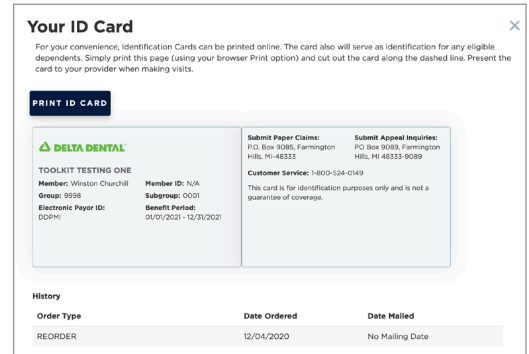 Your ID Card
For your convenience, Identification Cards can be printed online. The card also will serve as identification for any eligible
dependents. Simply print this (using your browser Print option) and cut out the card along the dashed line. Present the
card to your provider when making visits.
PRINT ID CARD
DELTA DENTAL
TOOLKIT TESTING ONE
Member: Winston Churchill
Member ID: N/A
Group: 9998
Subgroup: 0001
Electronic Payor ID:
DDPMI
Benefit Period:
01/01/2021 - 12/31/2021
Submit Paper Claims:
P.O. Box 9085, Farmington
Hills, MI-48333
Submit Appeal Inquiries:
PO Box 9089, Farmington
Hills, MI 48333-9089
Customer Service: 1-800-524-0149
This card is for identification purposes only and is not a
guarantee of coverage.
History
Order Type Date Ordered Date Mailed
REORDER 12/04/2020 No Mailing Date